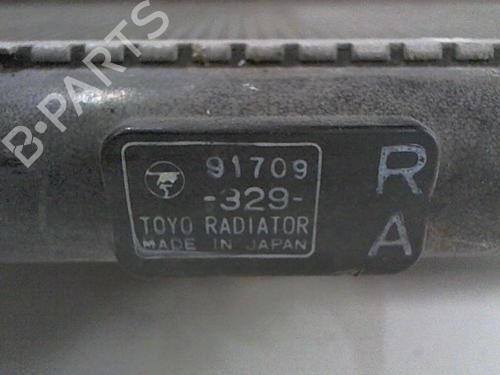 B-PARTS
91709
-329-
TOYO RADIATOR
MADE IN JAPAN
R
A